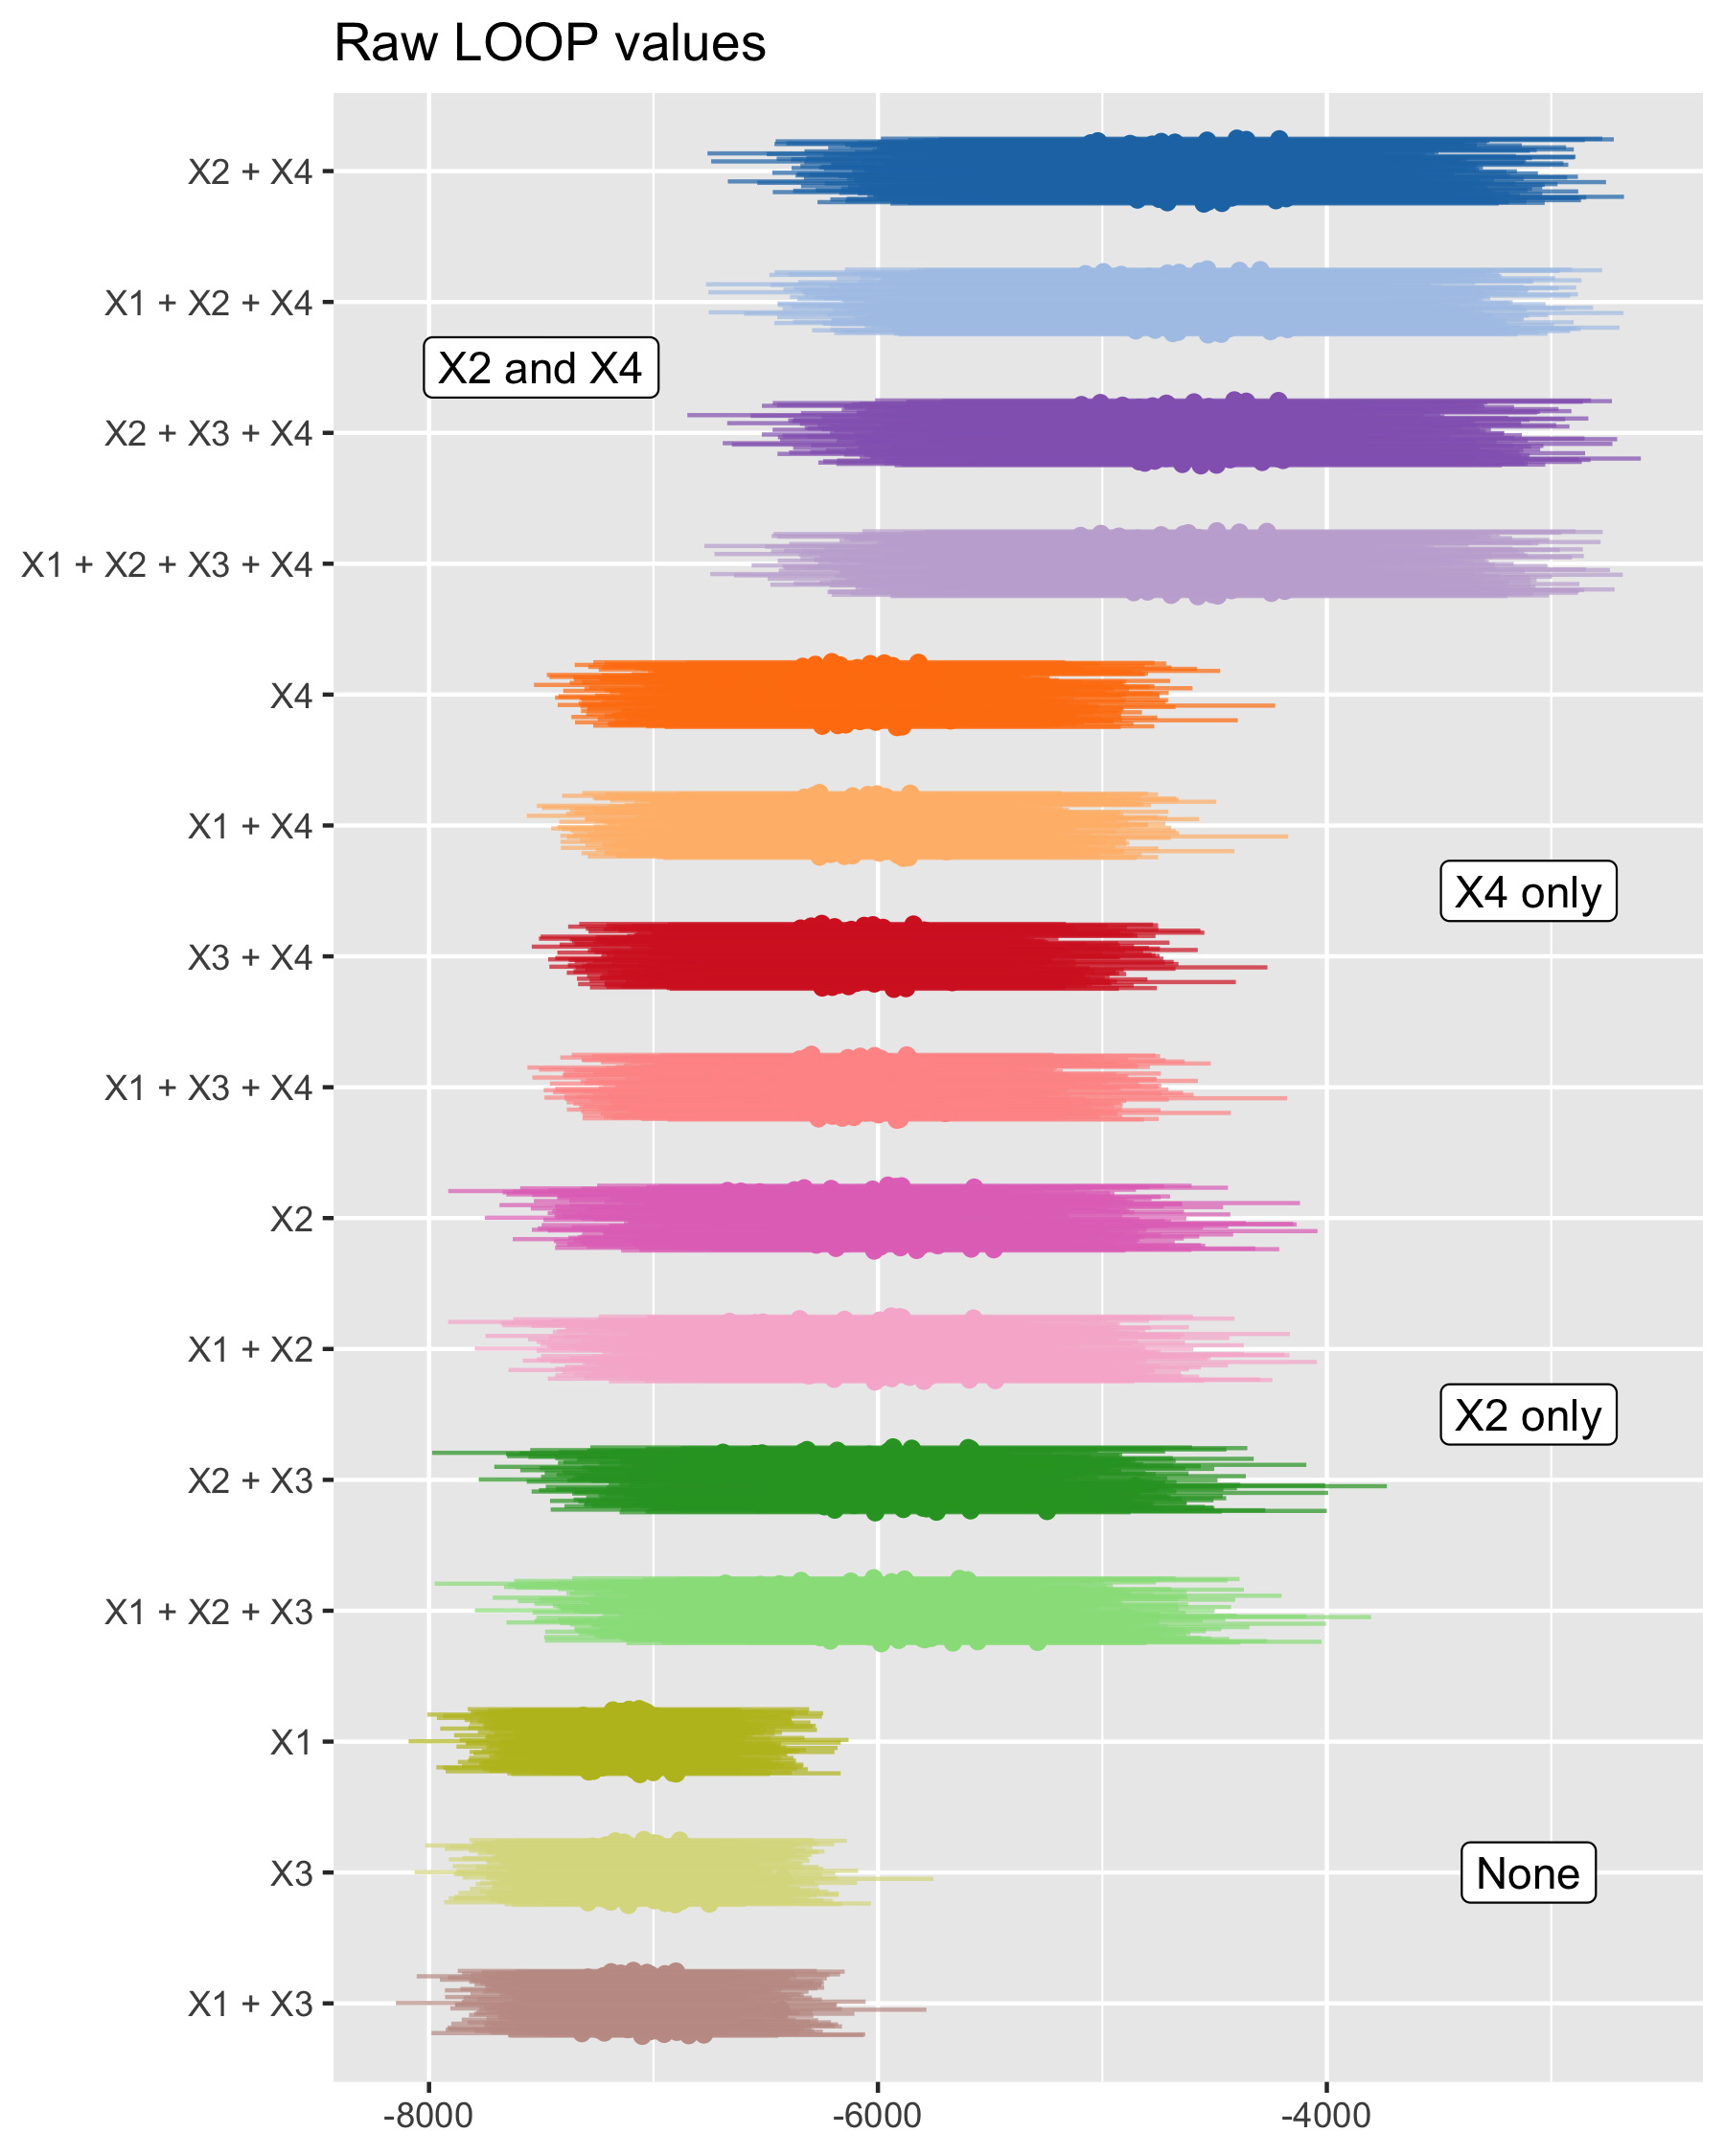 Raw LOOP values
X2 + X4
X1 + X2 + X4
X2 and X4
X2 + X3 + X4
X1 + X2 + X3 + X4
X4
X1 + X4
X4 only
X3 + X4
X1 + X3 + X4
X2
X1 + X2
X2 only
X2 + X3
X1 + X2 + X3
X1
X3
None
X1 + X3
-8000
-6000
-4000